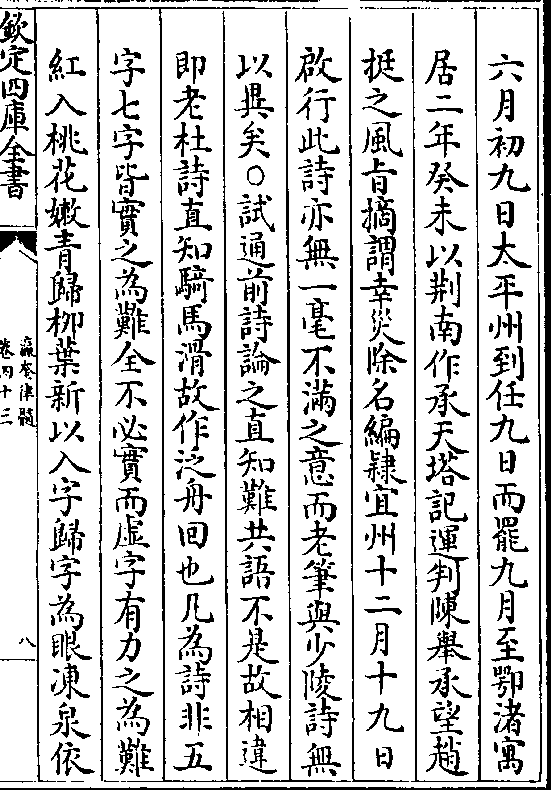 六月初九日太平州到任九日而罷九月至鄂渚寓
居二年癸未以荆南作承天塔記運判陳舉承望趙
挺之風旨摘謂幸災除名編隸宜州十二月十九日
啟行此詩亦無一毫不滿之意而老筆與少陵詩無
以異矣○試通前詩論之直知難共語不是故相違
即老杜詩直知騎馬滑故作泛舟回也凡為詩非五
字七字皆實之為難全不必實而虛字有力之為難
紅入桃花嫩青歸柳葉新以入字歸字為眼凍泉依
欽定四庫全書
瀛奎律髓
卷四十三
八